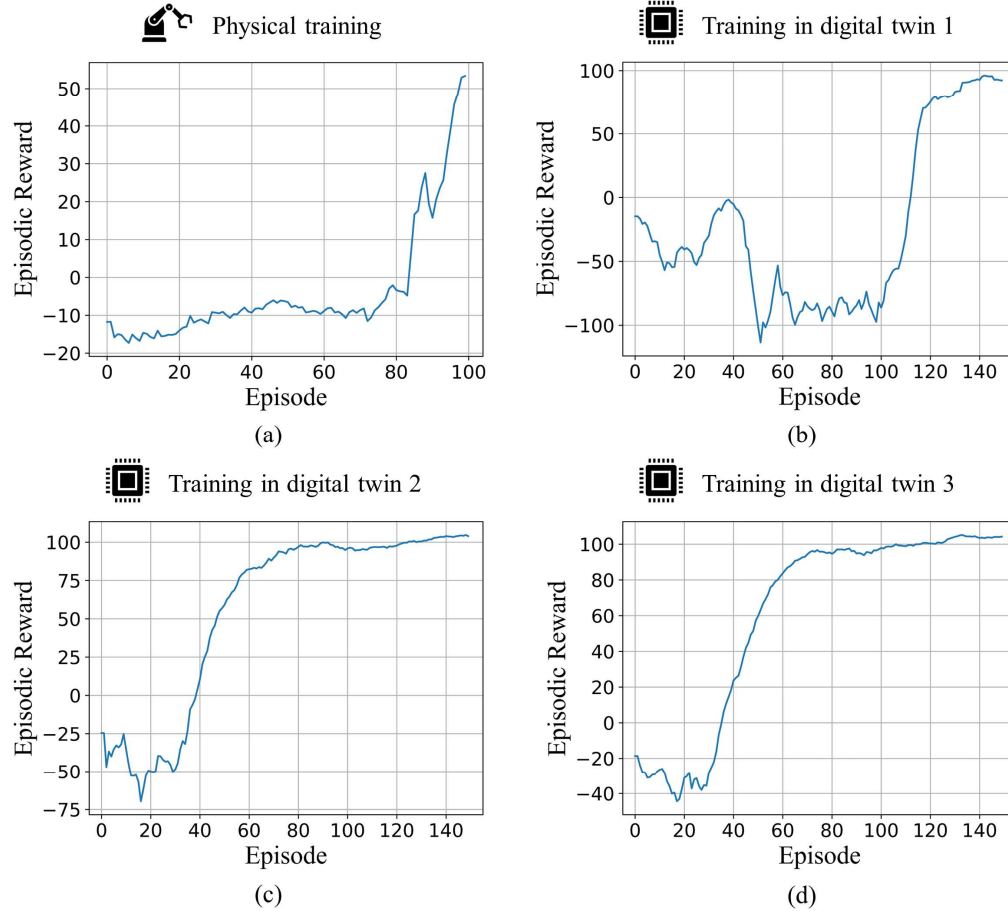 Physical training
Training in digital twin 1
Episodic Reward
50
40
30
20
10
0
−10
−20
0 20 40 60 80 100
Episode
(a)
Episodic Reward
100
50
0
−50
−100
0 20 40 60 80 100 120 140
Episode
(b)
Training in digital twin 2
Training in digital twin 3
Episodic Reward
100
75
50
25
0
−25
−50
−75
0 20 40 60 80 100 120 140
Episode
(c)
Episodic Reward
100
80
60
40
20
0
−20
−40
0 20 40 60 80 100 120 140
Episode
(d)